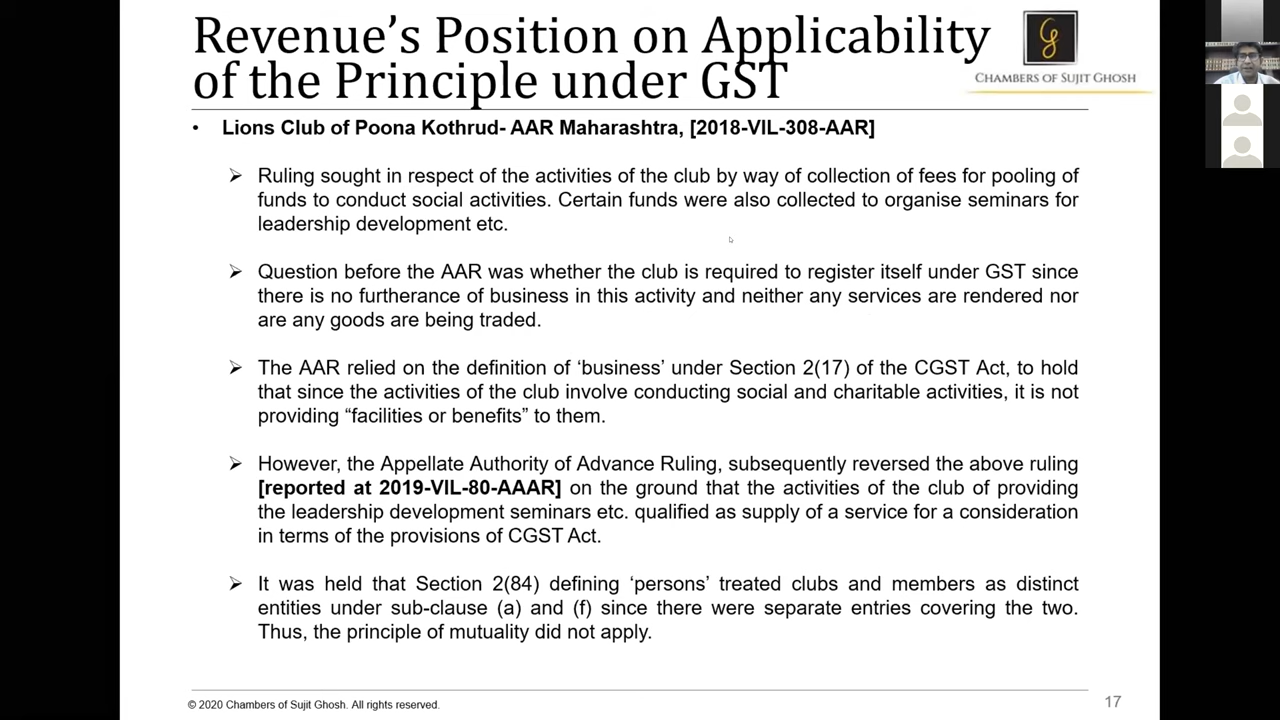 Revenue's Position on Applicability
of the Principle under GST
CHAMBERS OF SUJIT GHOSH
• Lions Club of Poona Kothrud- AAR Maharashtra, [2018-VIL-308-AAR]
➢ Ruling sought in respect of the activities of the club by way of collection of fees for pooling of
funds to conduct social activities. Certain funds were also collected to organise seminars for
leadership development etc.
➢ Question before the AAR was whether the club is required to register itself under GST since
there is no furtherance of business in this activity and neither any services are rendered nor
are any goods are being traded.
➢ The AAR relied on the definition of ‘business’ under Section 2(17) of the CGST Act, to hold
that since the activities of the club involve conducting social and charitable activities, it is not
providing “facilities or benefits” to them.
➢ However, the Appellate Authority of Advance Ruling, subsequently reversed the above ruling
[reported at 2019-VIL-80-AAAR] on the ground that the activities of the club of providing
the leadership development seminars etc. qualified as supply of a service for a consideration
in terms of the provisions of CGST Act.
➢ It was held that Section 2(84) defining ‘persons’ treated clubs and members as distinct
entities under sub-clause (a) and (f) since there were separate entries covering the two.
Thus, the principle of mutuality did not apply.
© 2020 Chambers of Sujit Ghosh. All rights reserved.
17